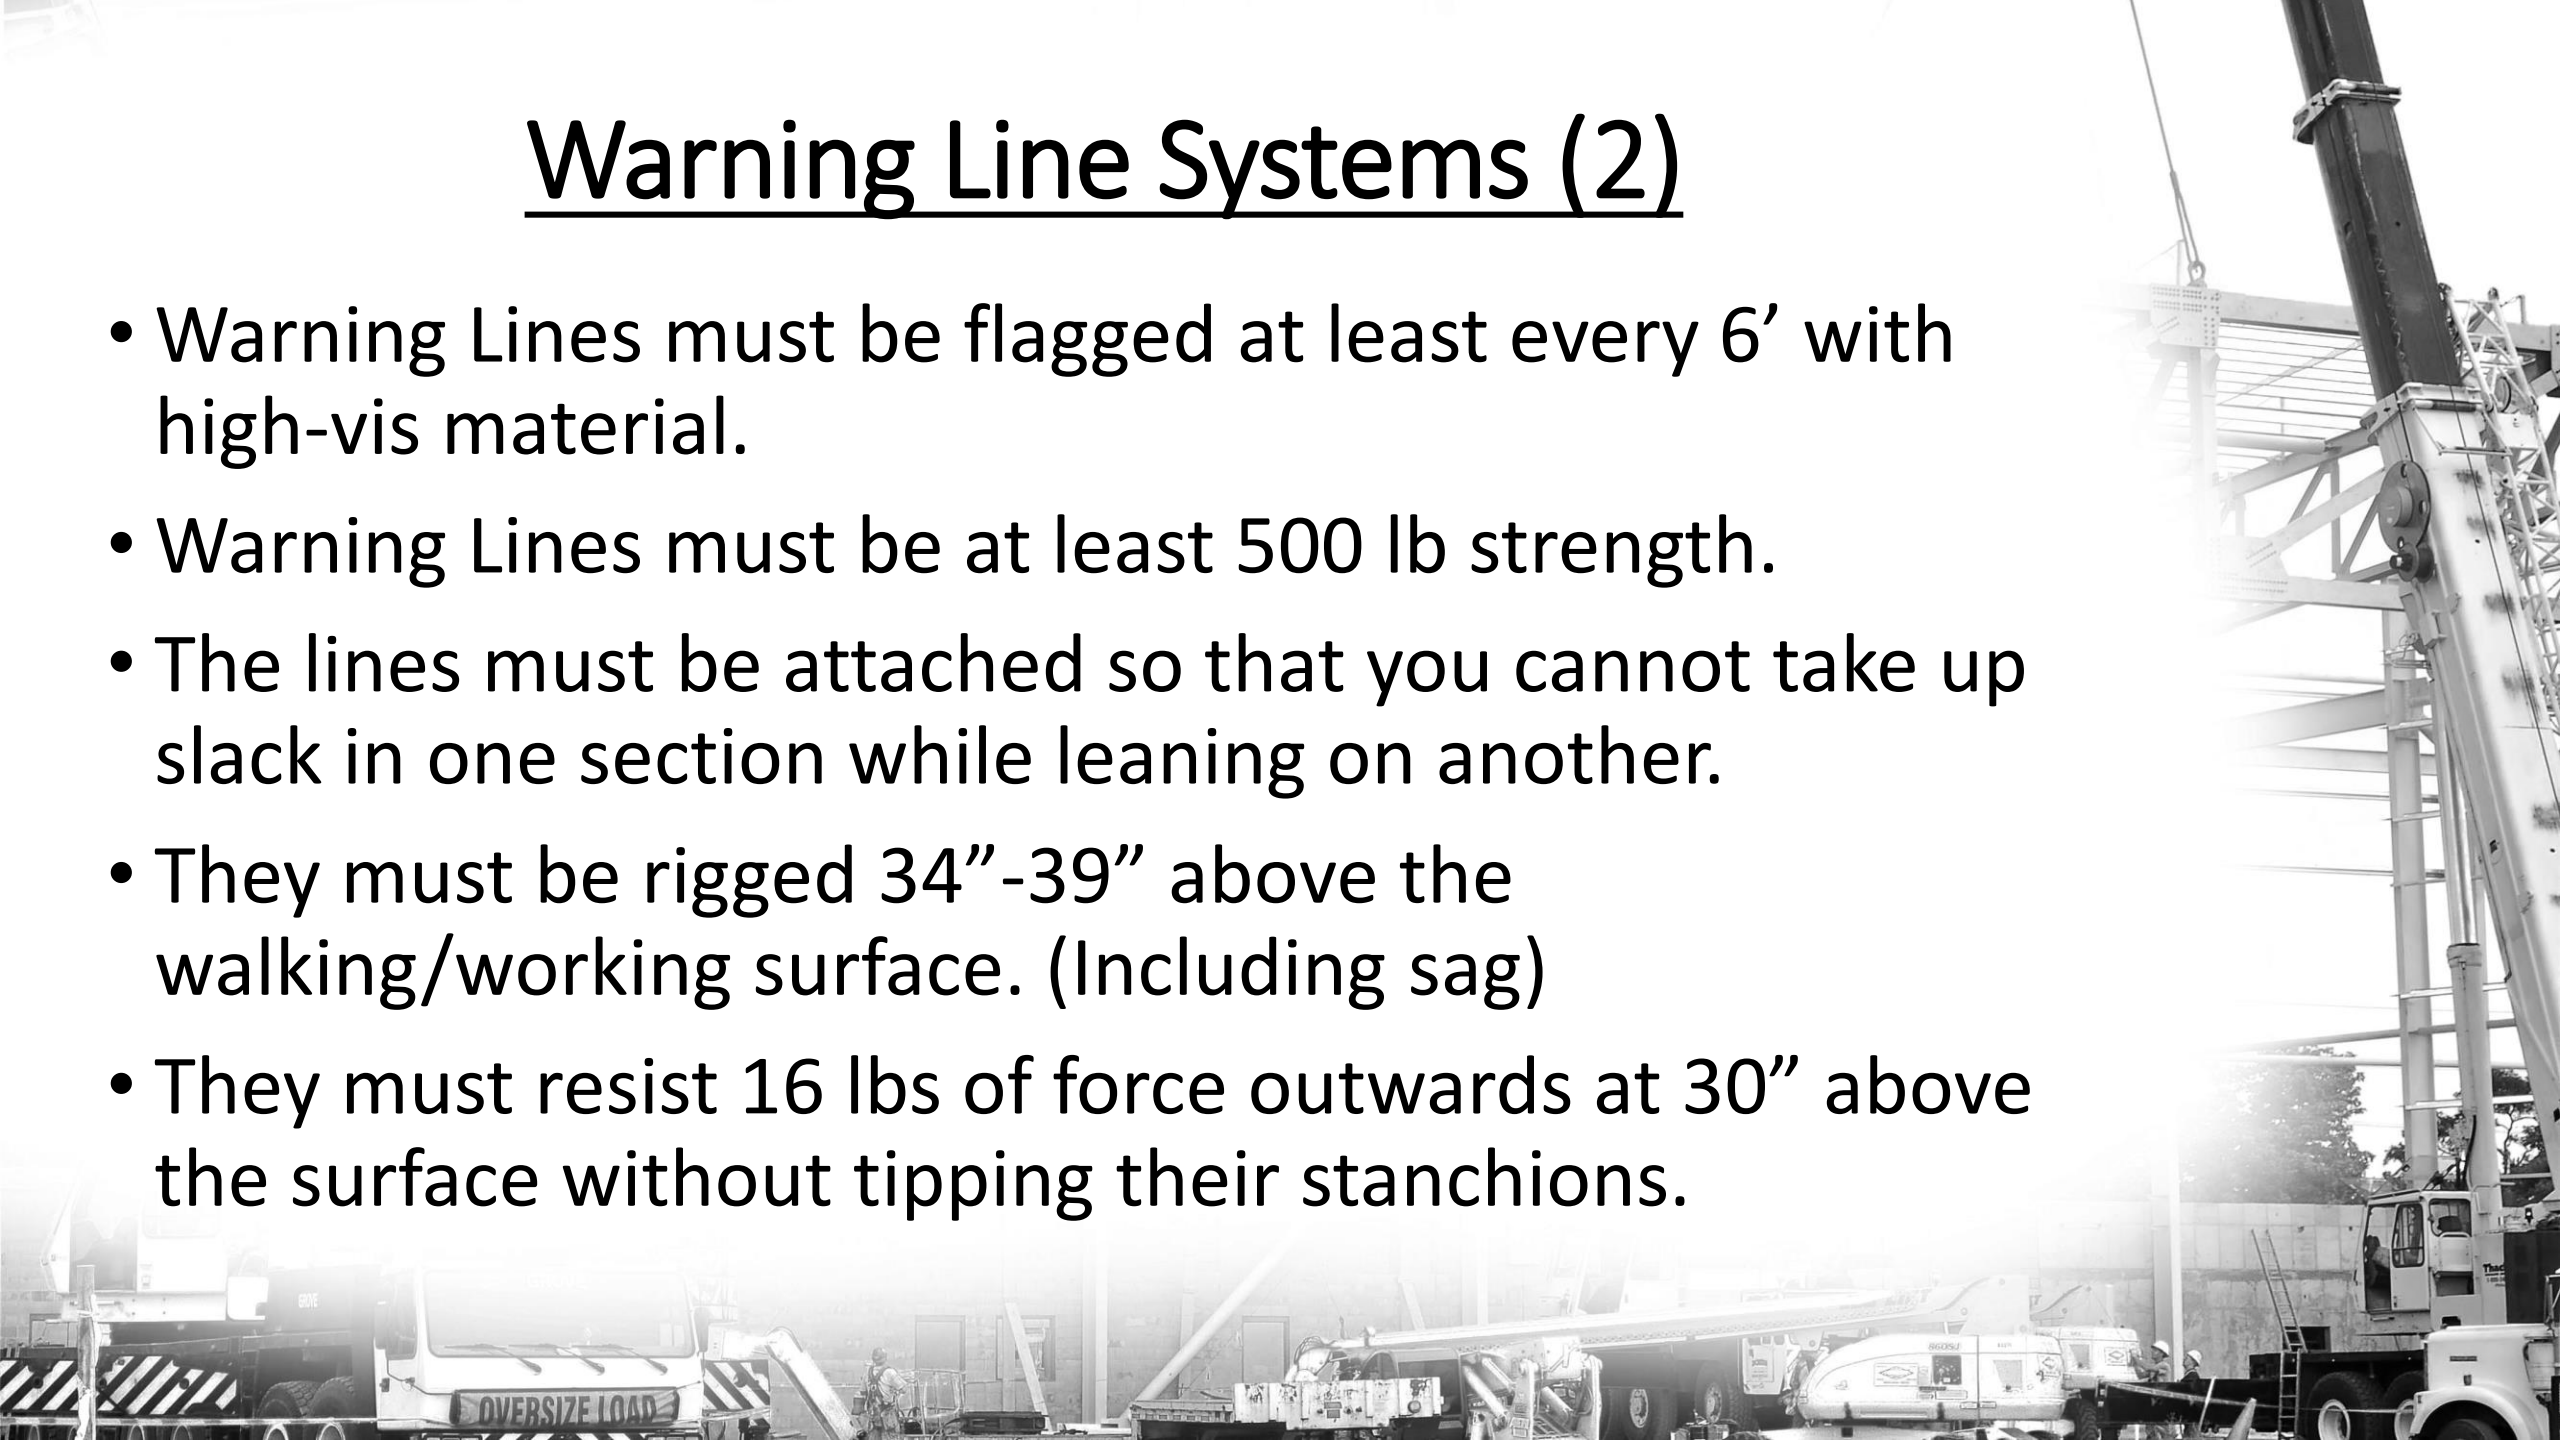 Warning Line Systems (2)
• Warning Lines must be flagged at least every 6’ with
high-vis material.
• Warning Lines must be at least 500 lb strength.
• The lines must be attached so that you cannot take up
slack in one section while leaning on another.
• They must be rigged 34”-39” above the
walking/working surface. (Including sag)
• They must resist 16 lbs of force outwards at 30” above
the surface without tipping their stanchions.
GROVE
OVERSIZE LOAD